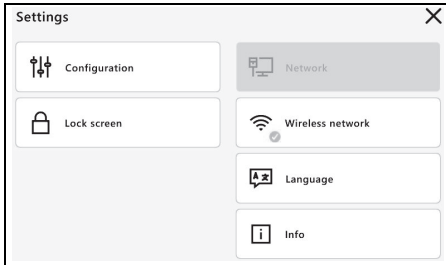 Settings
Configuration
Network
Lock screen
Wireless network
Language
Info